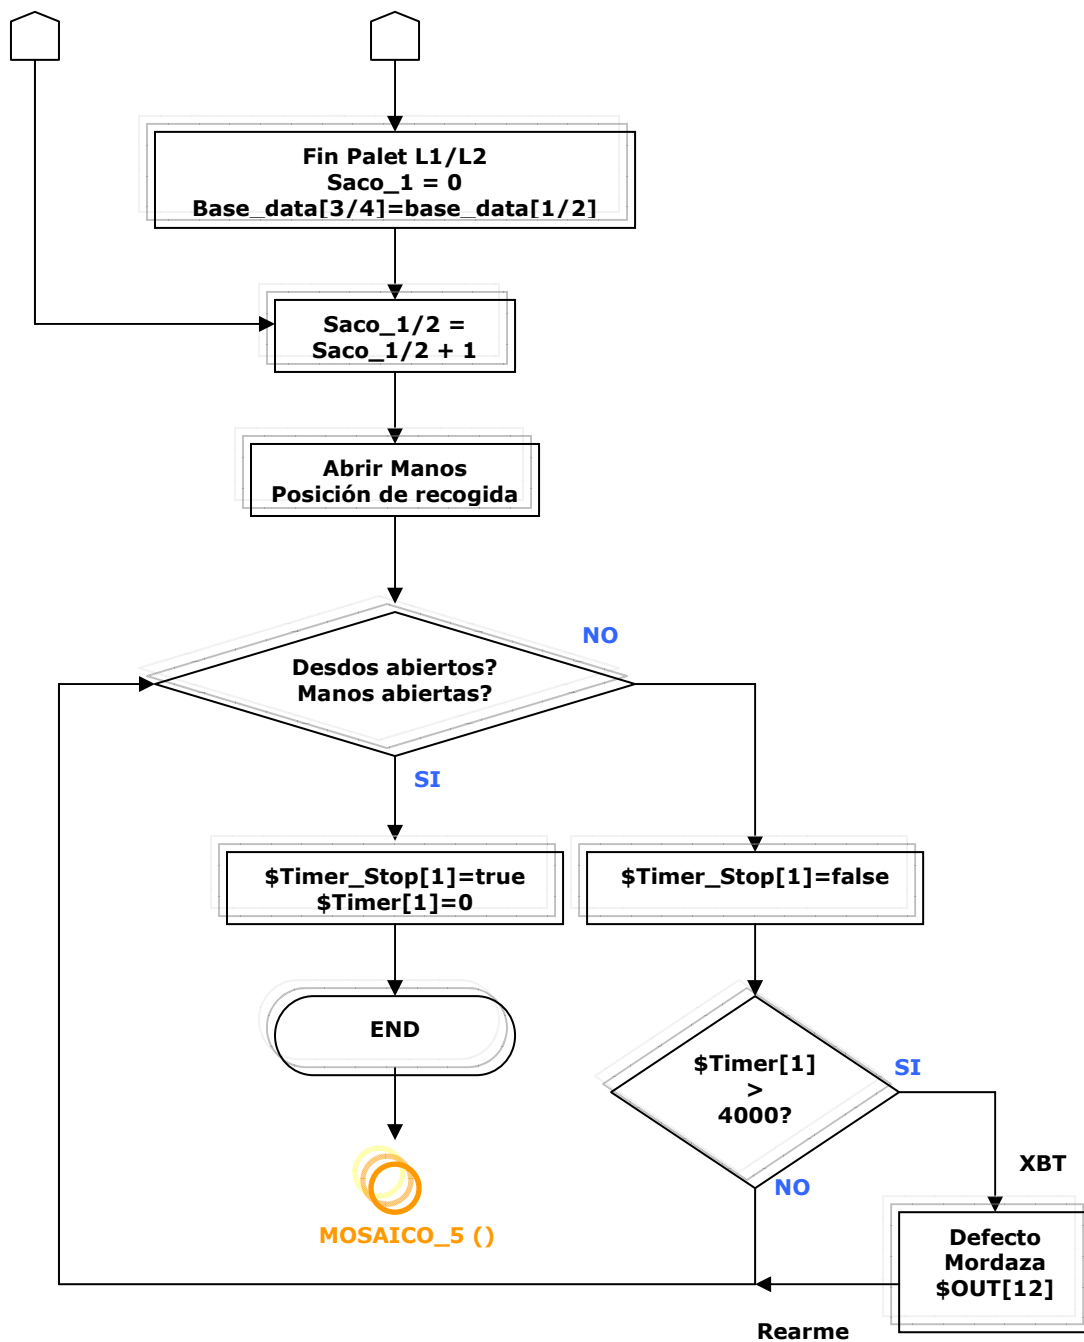 Fin Palet L1/L2
Saco_1 = 0
Base_data[3/4]=base_data[1/2]
Saco_1/2 =
Saco_1/2 + 1
Abrir Manos
Posición de recogida
Desdos abiertos?
Manos abiertas?
NO
SI
$Timer_Stop[1]=true
$Timer[1]=0
$Timer_Stop[1]=false
END
$Timer[1]
>
4000?
SI
NO
XBT
MOSAICO_5 ()
Defecto
Mordaza
$OUT[12]
Rearme